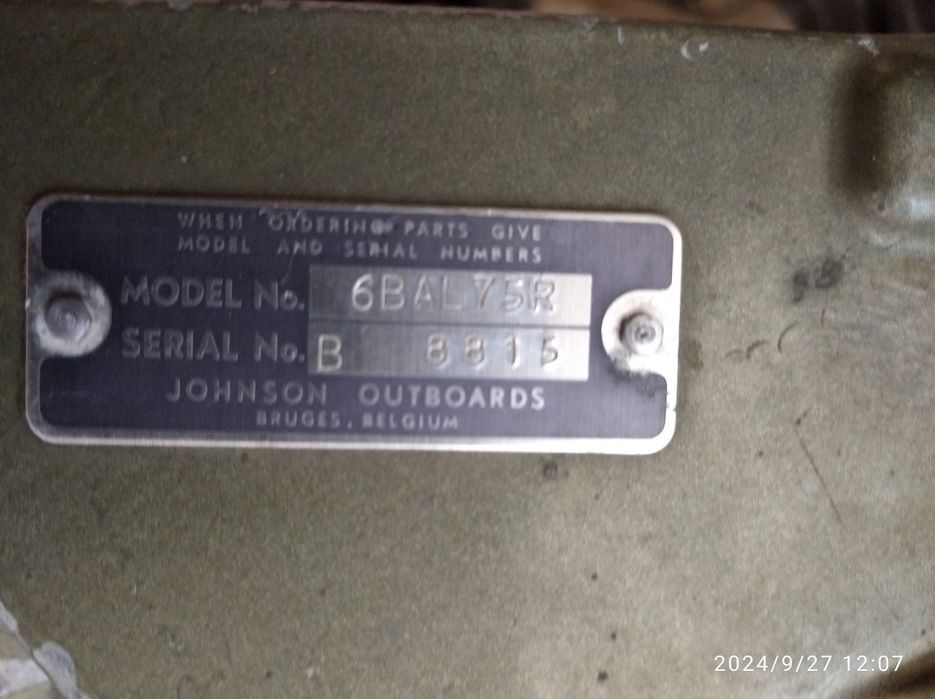 WHEN ORDERING PARTS GIVE
MODEL AND SERIAL NUMBERS
MODEL No. 6BAL75R
SERIAL No. B 8815
JOHNSON OUTBOARDS
BRUGES, BELGIUM
2024/9/27 12:07